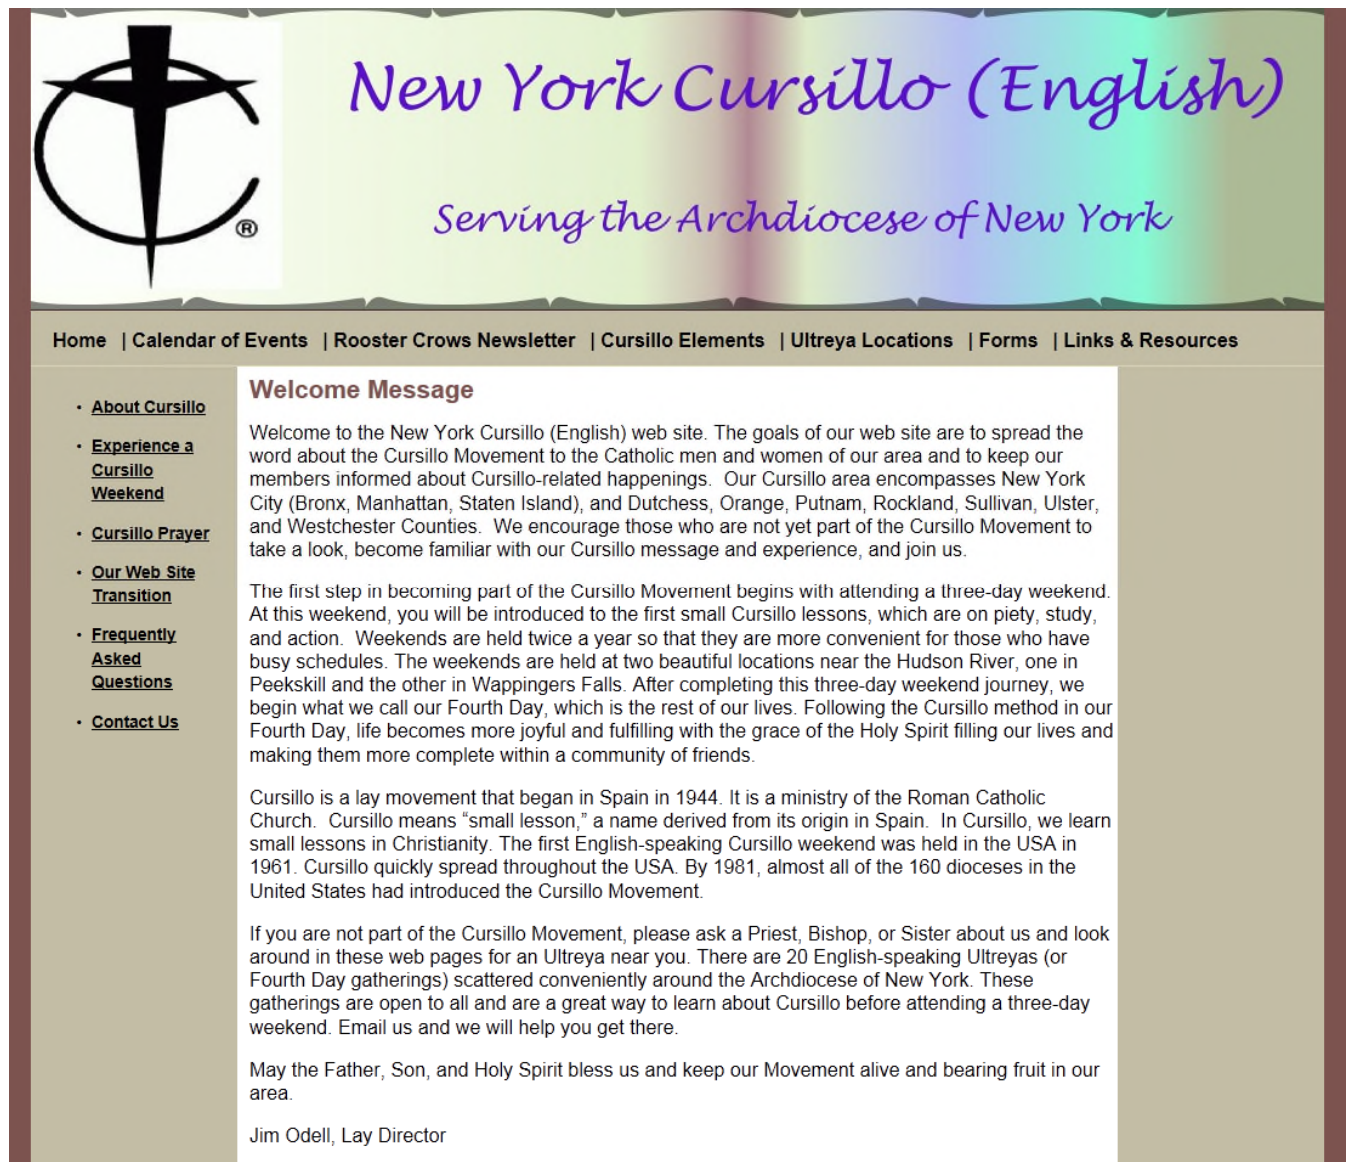 New York Cursillo (English)
®
Serving the Archdiocese of New York
Home | Calendar of Events | Rooster Crows Newsletter | Cursillo Elements | Ultreya Locations | Forms | Links & Resources
• About Cursillo
• Experience a
Cursillo
Weekend
• Cursillo Prayer
• Our Web Site
Transition
• Frequently
Asked
Questions
• Contact Us
Welcome Message
Welcome to the New York Cursillo (English) web site. The goals of our web site are to spread the
word about the Cursillo Movement to the Catholic men and women of our area and to keep our
members informed about Cursillo-related happenings.  Our Cursillo area encompasses New York
City (Bronx, Manhattan, Staten Island), and Dutchess, Orange, Putnam, Rockland, Sullivan, Ulster,
and Westchester Counties.  We encourage those who are not yet part of the Cursillo Movement to
take a look, become familiar with our Cursillo message and experience, and join us.
The first step in becoming part of the Cursillo Movement begins with attending a three-day weekend.
At this weekend, you will be introduced to the first small Cursillo lessons, which are on piety, study,
and action.  Weekends are held twice a year so that they are more convenient for those who have
busy schedules. The weekends are held at two beautiful locations near the Hudson River, one in
Peekskill and the other in Wappingers Falls. After completing this three-day weekend journey, we
begin what we call our Fourth Day, which is the rest of our lives. Following the Cursillo method in our
Fourth Day, life becomes more joyful and fulfilling with the grace of the Holy Spirit filling our lives and
making them more complete within a community of friends.
Cursillo is a lay movement that began in Spain in 1944. It is a ministry of the Roman Catholic
Church.  Cursillo means “small lesson,” a name derived from its origin in Spain.  In Cursillo, we learn
small lessons in Christianity. The first English-speaking Cursillo weekend was held in the USA in
1961. Cursillo quickly spread throughout the USA. By 1981, almost all of the 160 dioceses in the
United States had introduced the Cursillo Movement.
If you are not part of the Cursillo Movement, please ask a Priest, Bishop, or Sister about us and look
around in these web pages for an Ultreya near you. There are 20 English-speaking Ultreyas (or
Fourth Day gatherings) scattered conveniently around the Archdiocese of New York. These
gatherings are open to all and are a great way to learn about Cursillo before attending a three-day
weekend. Email us and we will help you get there.
May the Father, Son, and Holy Spirit bless us and keep our Movement alive and bearing fruit in our
area.
Jim Odell, Lay Director